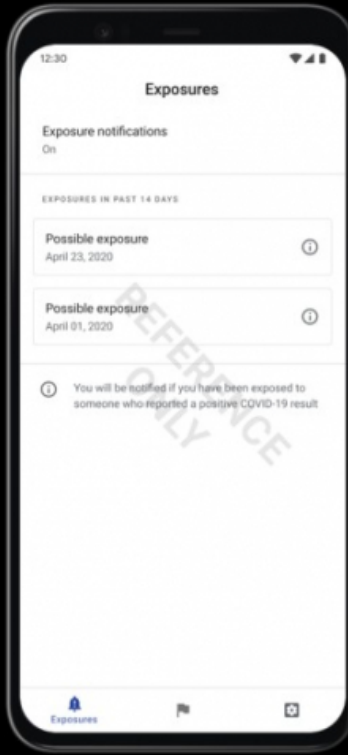 12:30
Exposures
Exposure notifications
On
EXPOSURES IN PAST 14 DAYS
Possible exposure
April 23, 2020
Possible exposure
April 01, 2020
REFERENCE
ONLY
You will be notified if you have been exposed to
someone who reported a positive COVID-19 result
Exposures